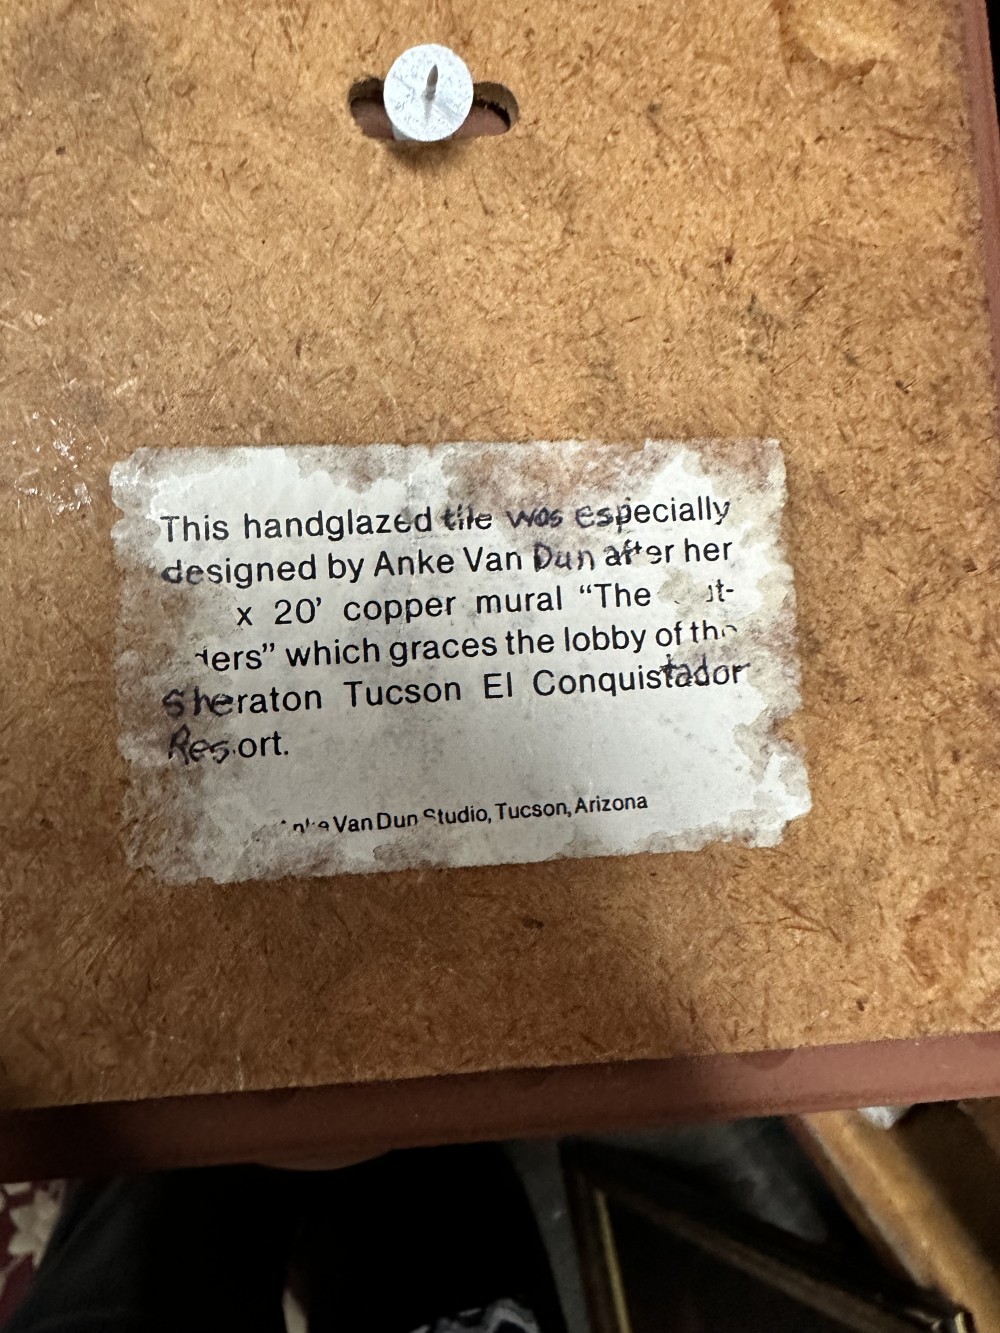 This handglazed tile was especially
designed by Anke Van Dun after her
x 20' copper mural "The
which graces the lobby of the
Sheraton Tucson El Conquistador
Resort.
Anke Van Dun Studio, Tucson, Arizona